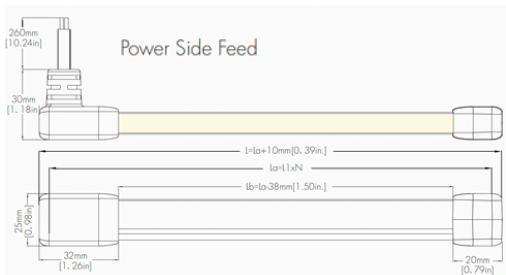 260mm
[10.24in]
Power Side Feed
30mm
[1.18in]
L=La+10mm[0.39in.]
La=L1xN
Lb=La-38mm[1.50in.]
25mm
[0.98in]
32mm
[1.26in]
20mm
[0.79in]